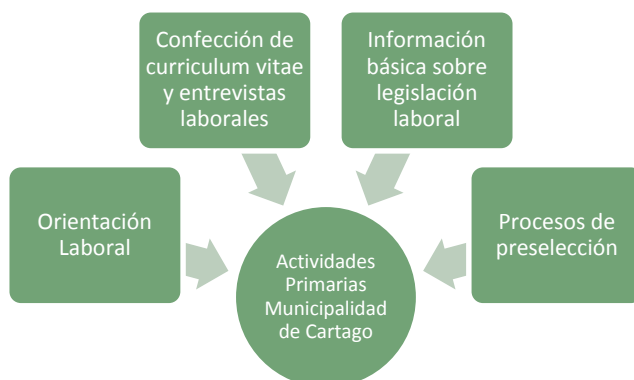 Confección de
curriculum vitae
y entrevistas
laborales
Información
básica sobre
legislación
laboral
Orientación
Laboral
Procesos de
preselección
Actividades
Primarias
Municipalidad
de Cartago